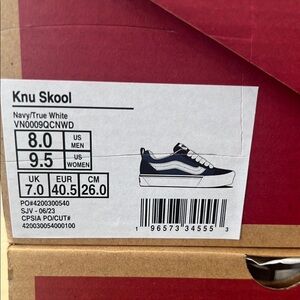 Knu Skool
Navy/True White
VN0009QCNWD
8.0 US MEN
9.5 US WOMEN
UK EUR CM
7.0 40.5 26.0
PO#4200300540
SJV - 06/23
CPSIA PO/CUT#
420030054000100
1 96573 34555 3